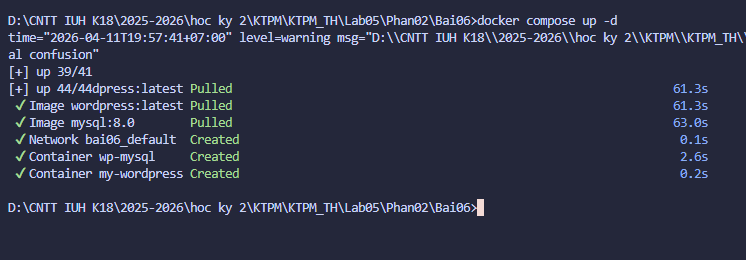 D:\CNTT IUH K18\2025-2026\hoc ky 2\KTPM\KTPM_TH\Lab05\Phan02\Bai06>docker compose up -d
time="2026-04-11T19:57:41+07:00" level=warning msg="D:\\CNTT IUH K18\\2025-2026\\hoc ky 2\\KTPM\\KTPM_TH\\
al confusion"
[+] up 39/41
[+] up 44/44dpress:latest Pulled 61.3s
✔ Image wordpress:latest Pulled 61.3s
✔ Image mysql:8.0 Pulled 63.0s
✔ Network bai06_default Created 0.1s
✔ Container wp-mysql Created 2.6s
✔ Container my-wordpress Created 0.2s
D:\CNTT IUH K18\2025-2026\hoc ky 2\KTPM\KTPM_TH\Lab05\Phan02\Bai06>